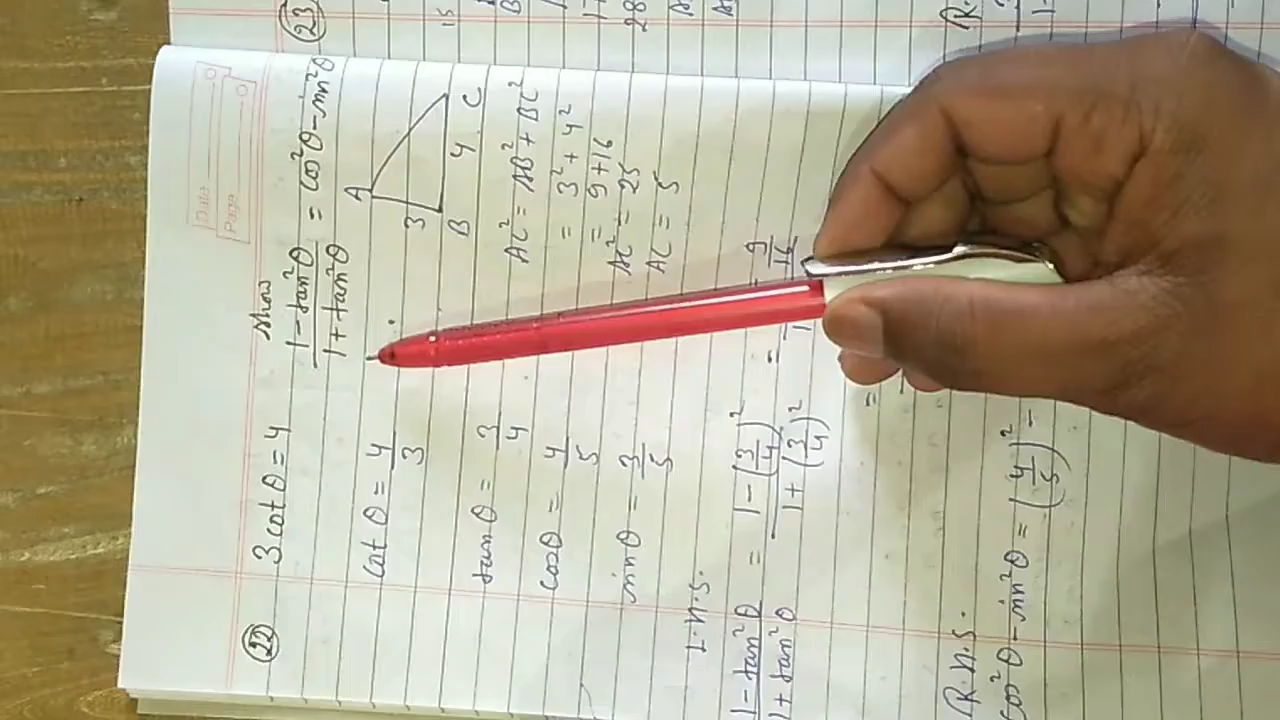 Date
Page
(22) 3 cot θ = 4 show
(1 - tan²θ)/(1 + tan²θ) = cos²θ - sin²θ
cot θ = 4/3
A
3
B 4 C
tan θ = 3/4
AC² = AB² + BC²
cos θ = 4/5
= 3² + 4²
= 9 + 16
sin θ = 3/5
AC² = 25
AC = 5
L.H.S.
(1 - tan²θ)/(1 + tan²θ) = (1 - (3/4)²)/(1 + (3/4)²) =
9/16
=
R.H.S.
cos²θ - sin²θ = (4/5)² -
(23)
15
28
R.